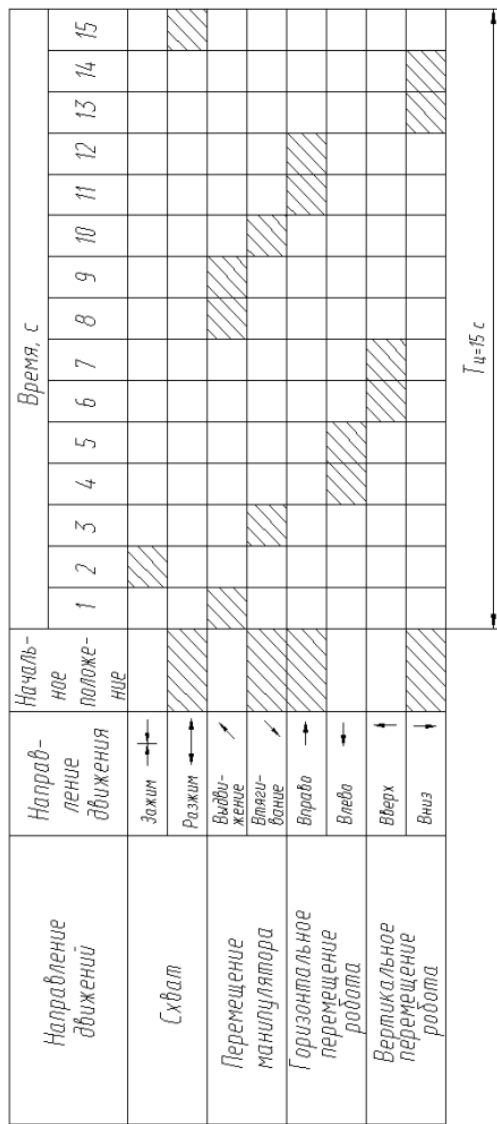 Направление
движений
Направ-
ление
движения
Началь-
ное
положе-
ние
Время, с
1 2 3 4 5 6 7 8 9 10 11 12 13 14 15
Схват
Зажим
Разжим
Перемещение
манипулятора
Выдви-
жение
Втяги-
вание
Горизонтальное
перемещение
робота
Вправо
Влево
Вертикальное
перемещение
робота
Вверх
Вниз
Тц=15 с